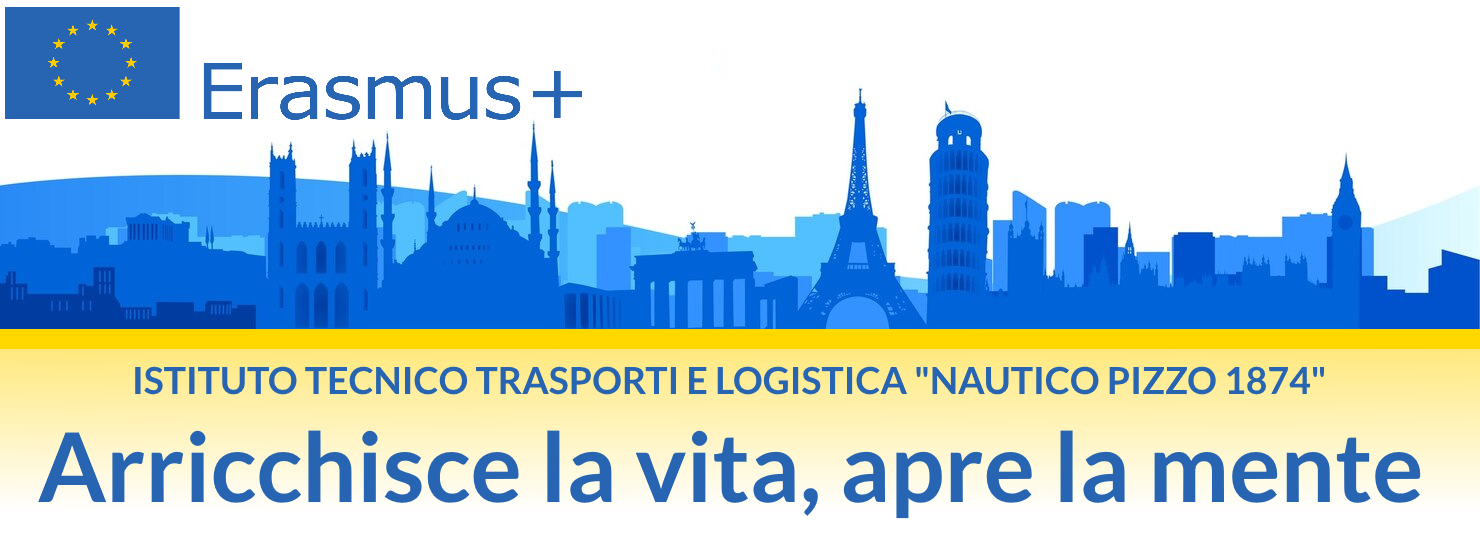 Erasmus+
ISTITUTO TECNICO TRASPORTI E LOGISTICA "NAUTICO PIZZO 1874"
Arricchisce la vita, apre la mente